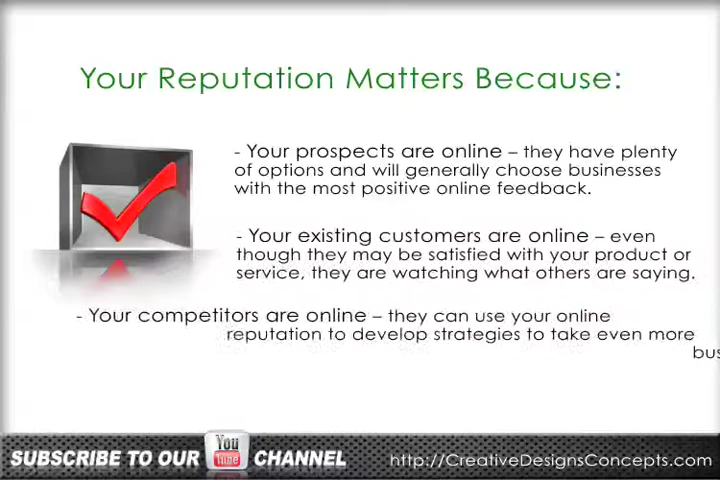 Your Reputation Matters Because:
- Your prospects are online – they have plenty
of options and will generally choose businesses
with the most positive online feedback.
- Your existing customers are online – even
though they may be satisfied with your product or
service, they are watching what others are saying.
- Your competitors are online – they can use your online
reputation to develop strategies to take even more
bus
SUBSCRIBE TO OUR You Tube CHANNEL
http://CreativeDesignsConcepts.com